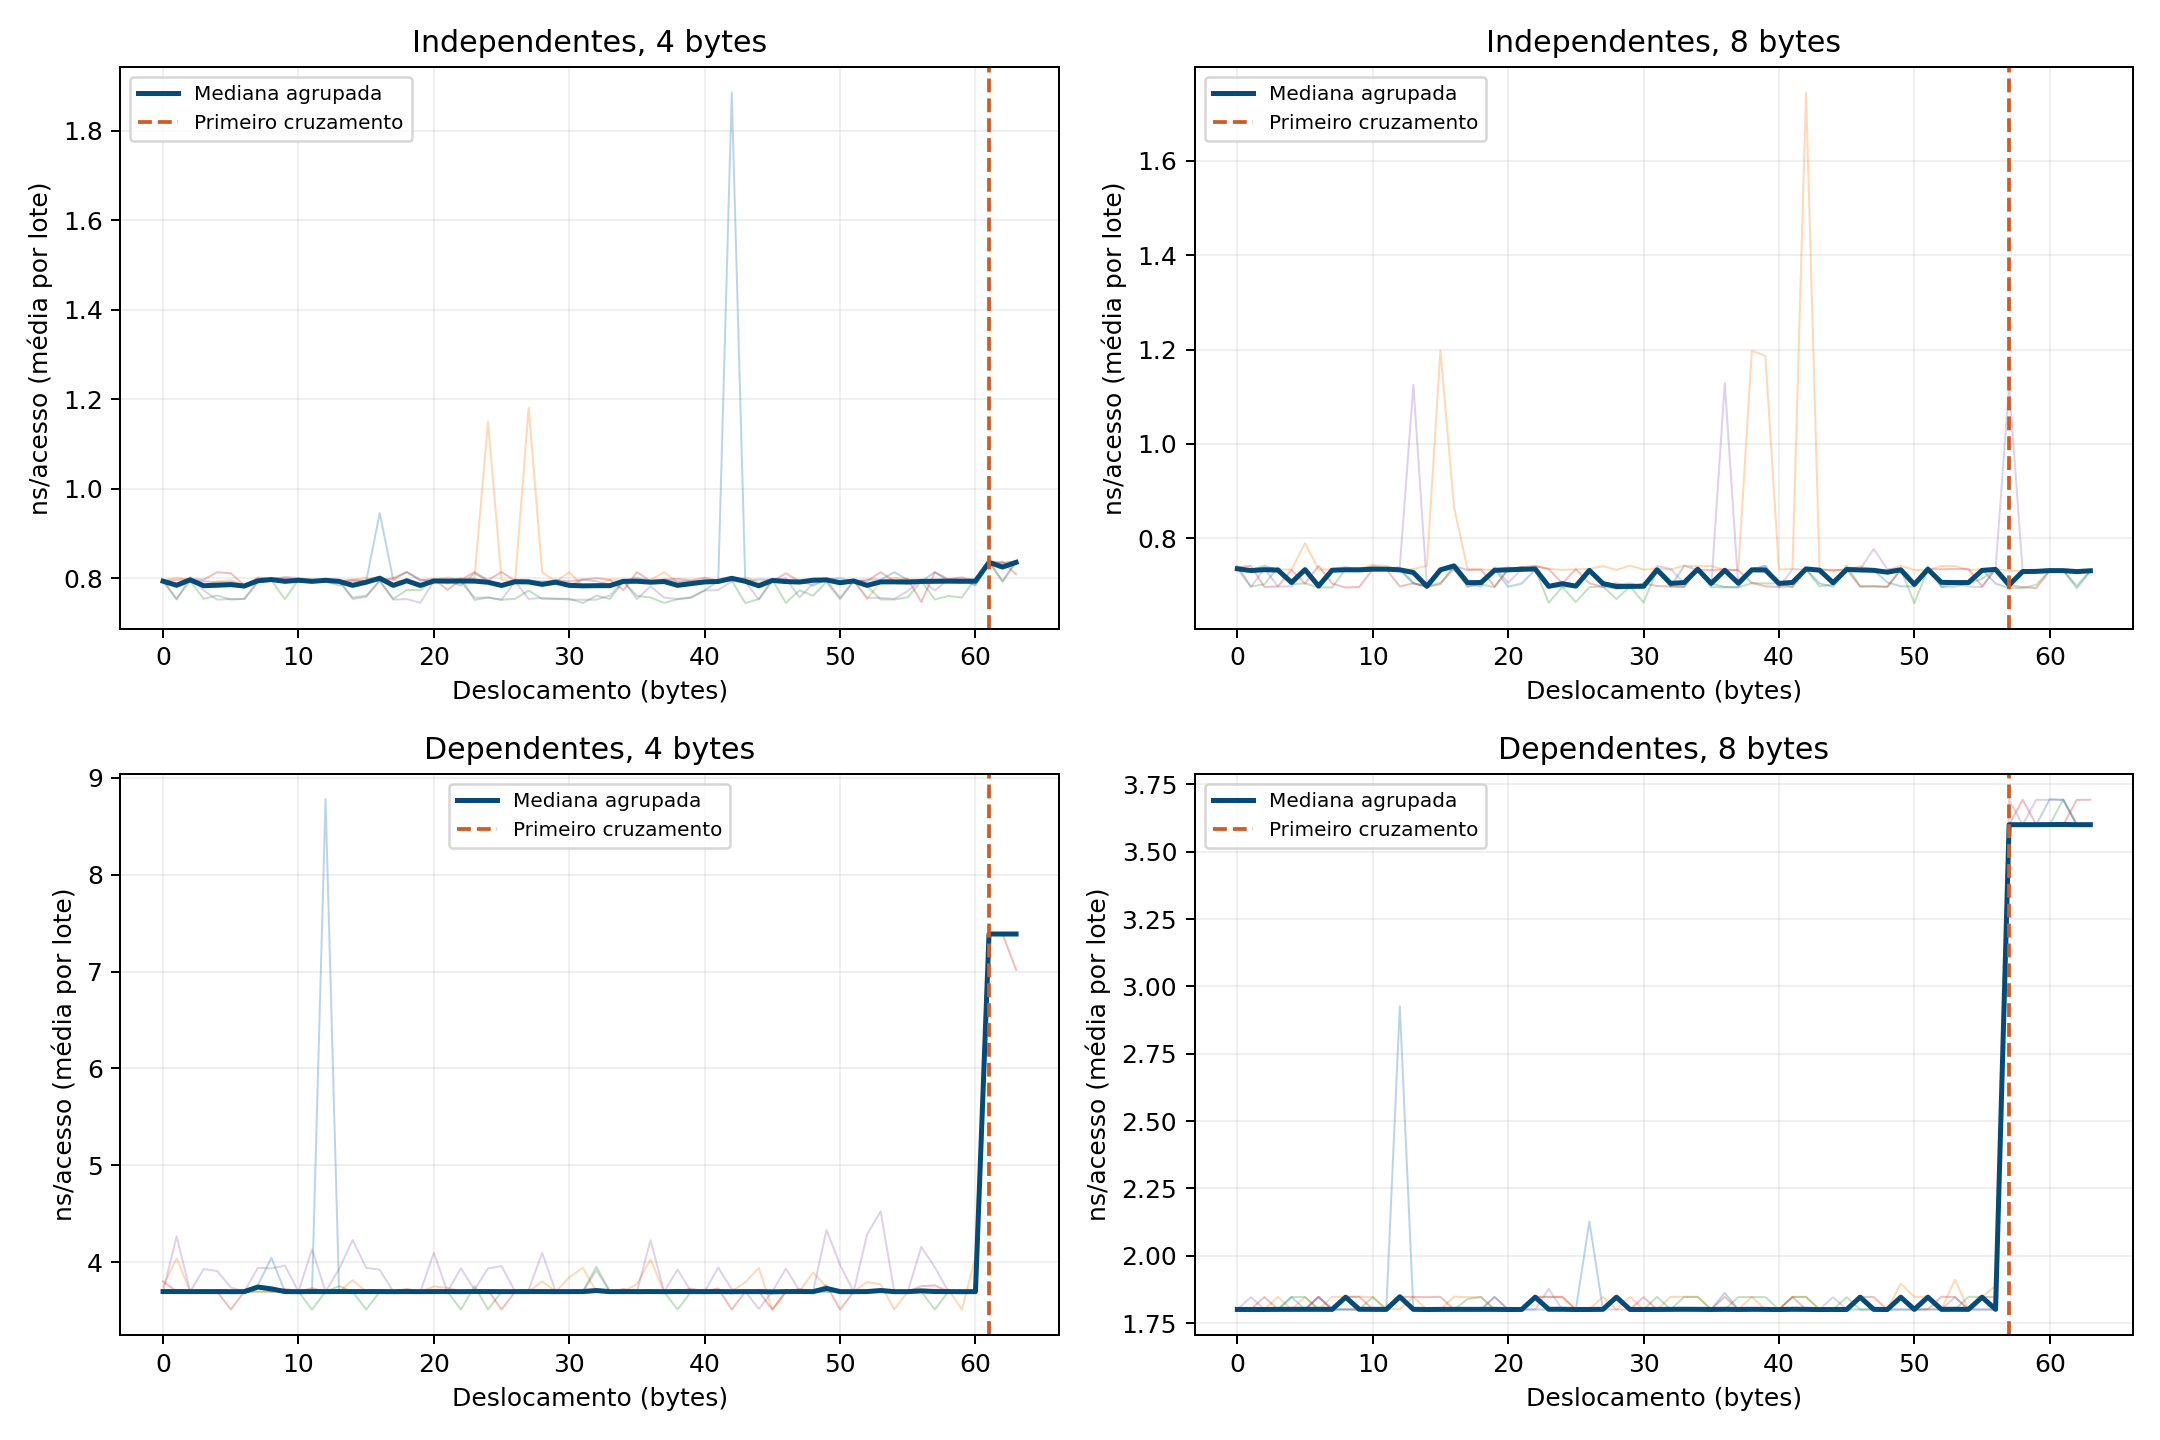 Independentes, 4 bytes
Mediana agrupada
Primeiro cruzamento
ns/acesso (média por lote)
1.8
1.6
1.4
1.2
1.0
0.8
0 10 20 30 40 50 60
Deslocamento (bytes)
Independentes, 8 bytes
Mediana agrupada
Primeiro cruzamento
ns/acesso (média por lote)
1.6
1.4
1.2
1.0
0.8
0 10 20 30 40 50 60
Deslocamento (bytes)
Dependentes, 4 bytes
Mediana agrupada
Primeiro cruzamento
ns/acesso (média por lote)
9
8
7
6
5
4
0 10 20 30 40 50 60
Deslocamento (bytes)
Dependentes, 8 bytes
Mediana agrupada
Primeiro cruzamento
ns/acesso (média por lote)
3.75
3.50
3.25
3.00
2.75
2.50
2.25
2.00
1.75
0 10 20 30 40 50 60
Deslocamento (bytes)